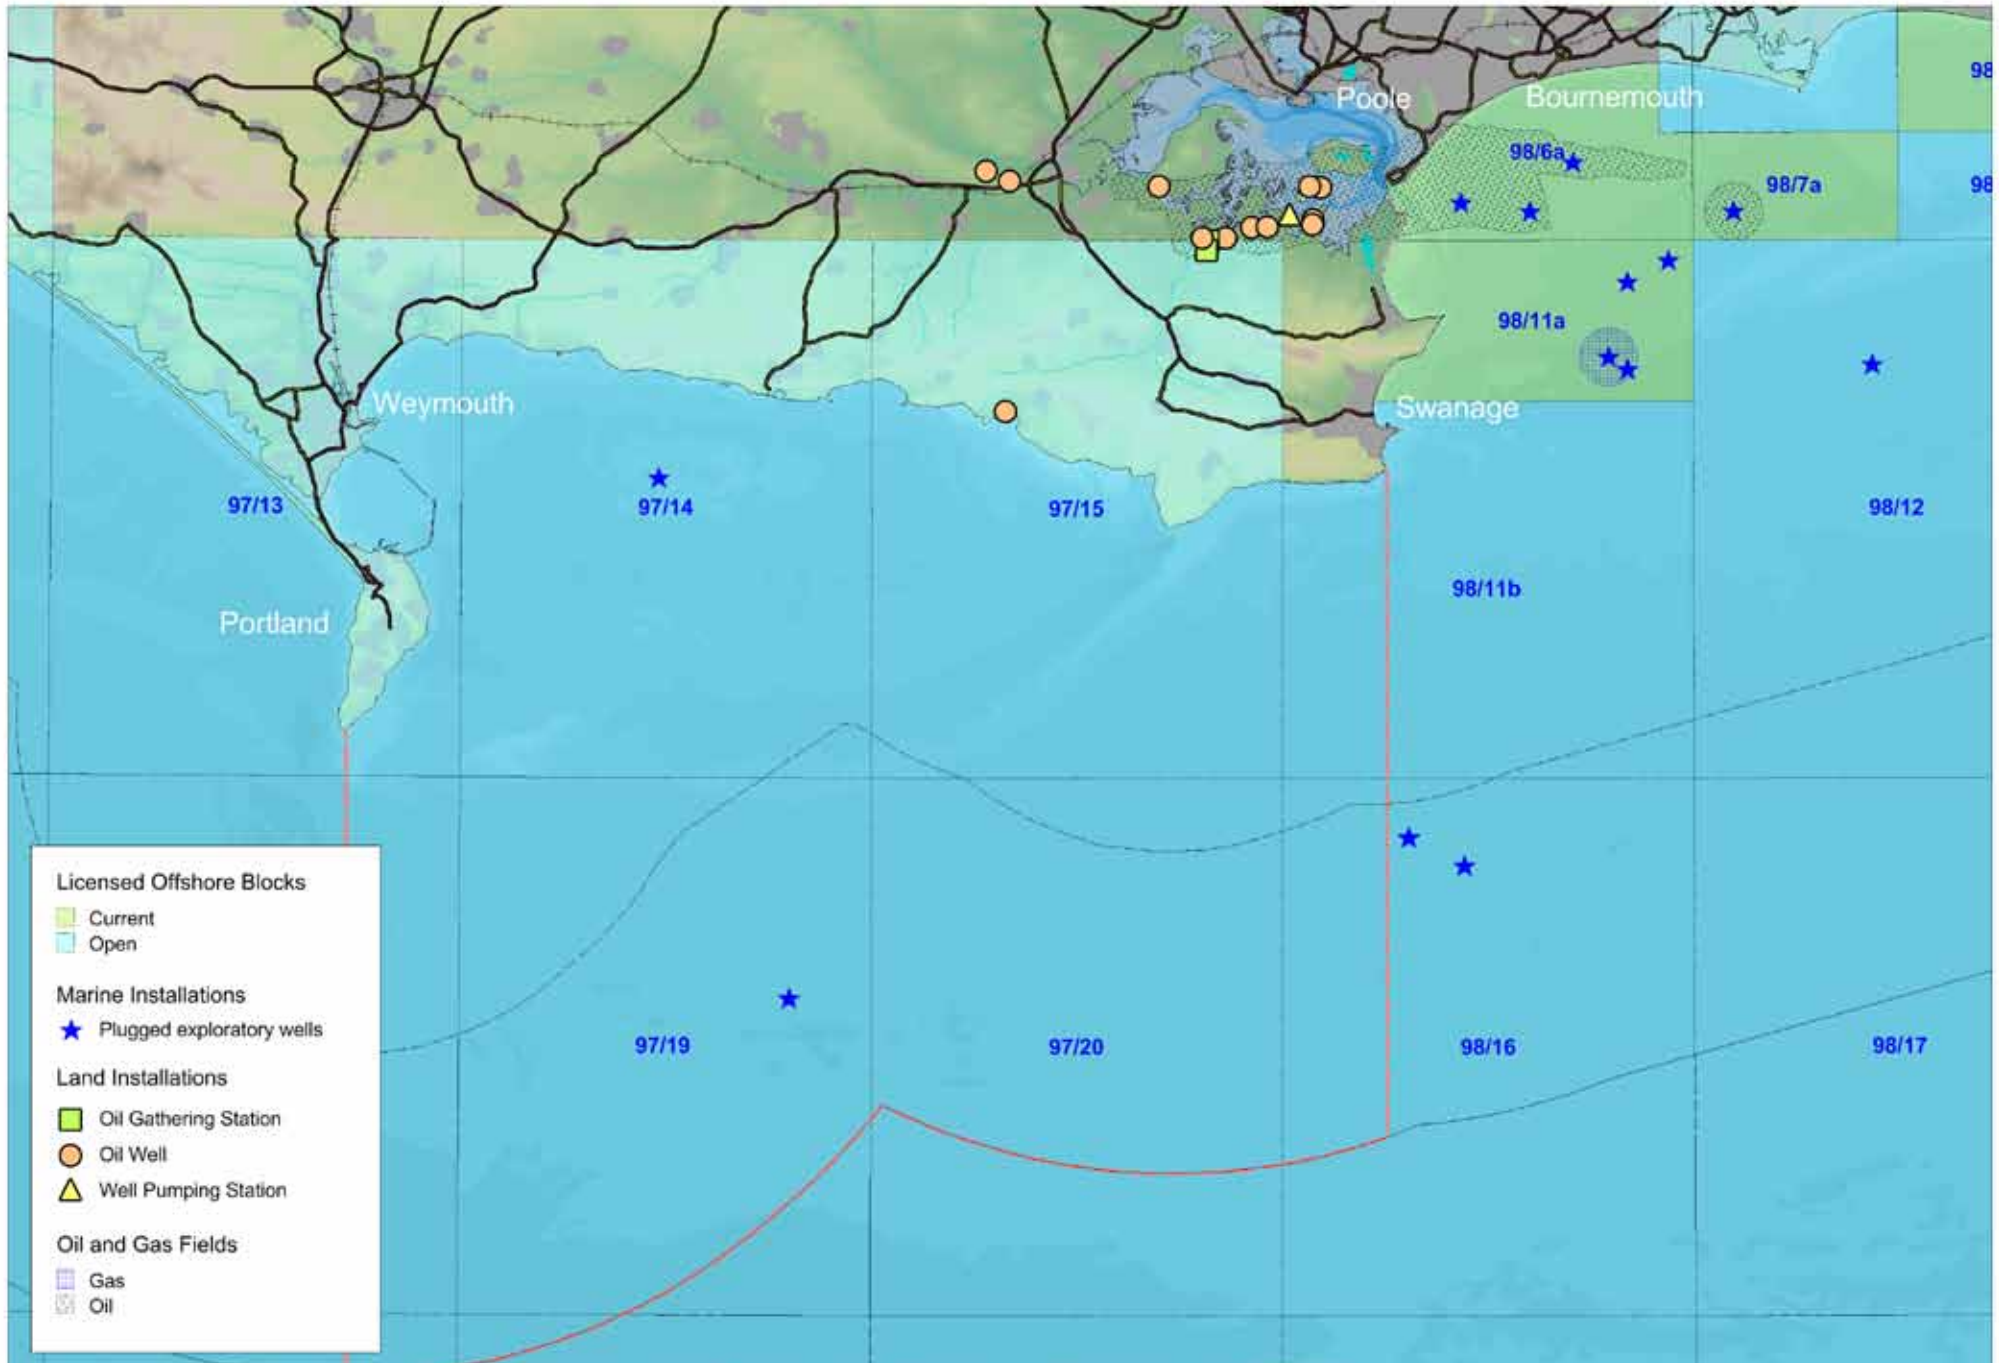 98
Poole
Bournemouth
98/6a
98/7a
98
98/11a
Weymouth
Swanage
97/13
97/14
97/15
98/12
98/11b
Portland
Licensed Offshore Blocks
Current
Open
Marine Installations
Plugged exploratory wells
Land Installations
Oil Gathering Station
Oil Well
Well Pumping Station
Oil and Gas Fields
Gas
Oil
97/19
97/20
98/16
98/17